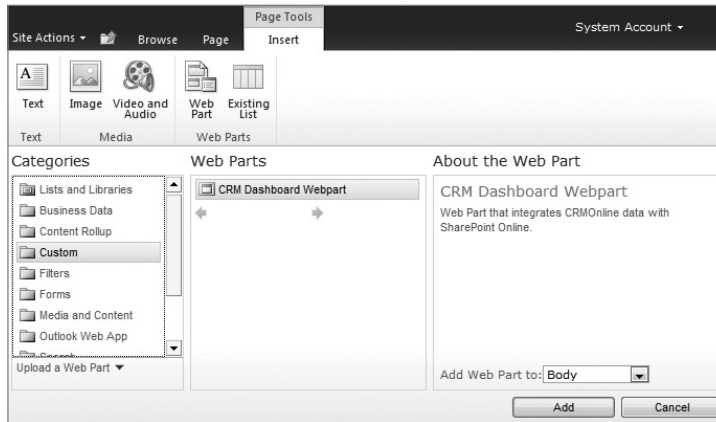 Page Tools
System Account
Site Actions Browse Page Insert
A
Text Image Video and Audio Web Part Existing List
Text Media Web Parts
Categories
Lists and Libraries
Business Data
Content Rollup
Custom
Filters
Forms
Media and Content
Outlook Web App
Upload a Web Part
Web Parts
CRM Dashboard Webpart
About the Web Part
CRM Dashboard Webpart
Web Part that integrates CRMOnline data with
SharePoint Online.
Add Web Part to: Body
Add Cancel